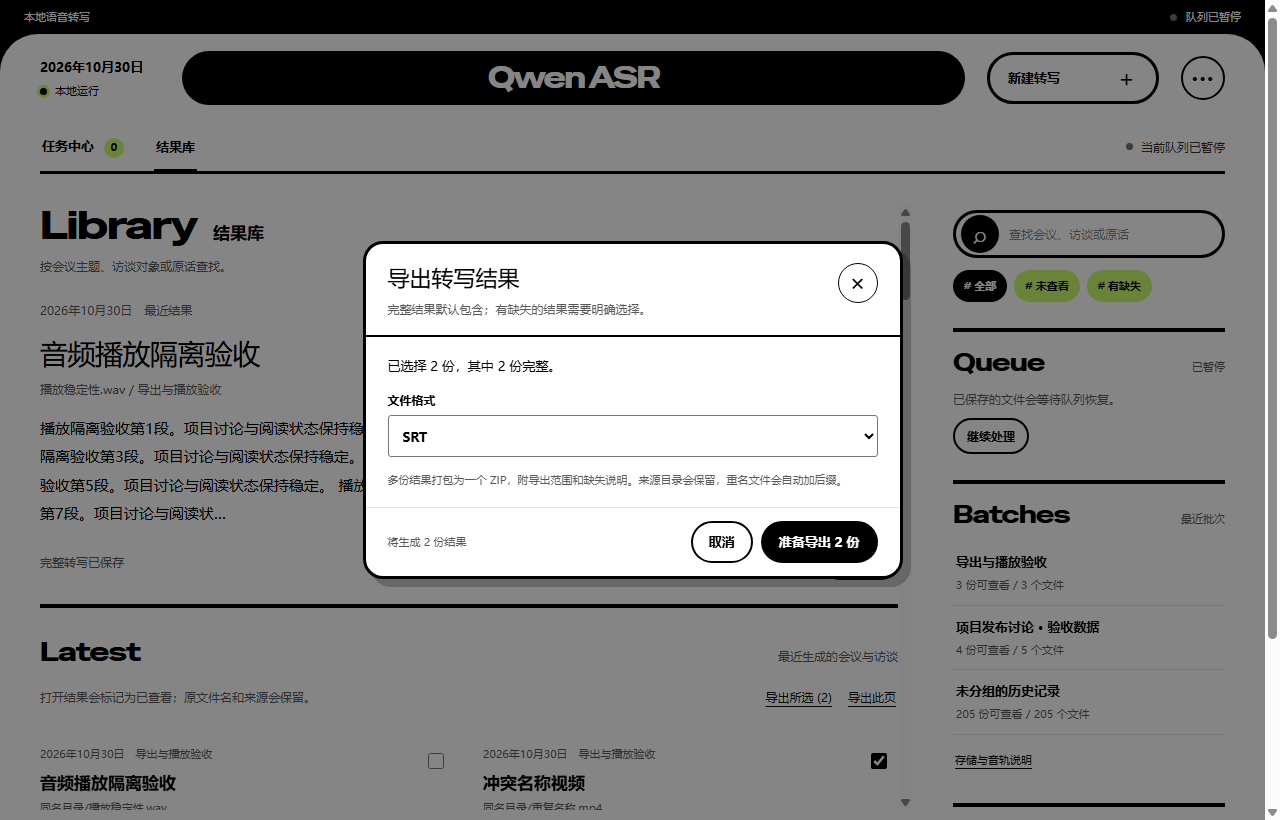 本地语音转写
队列已暂停
2026年10月30日
本地运行
Qwen ASR
新建转写 +
任务中心 0
结果库
当前队列已暂停
Library 结果库
按会议主题、访谈对象或原话查找。
2026年10月30日 最近结果
音频播放隔离验收
播放稳定性.wav / 导出与播放验收
播放隔离验收第1段。项目讨论与阅读状态保持稳
隔离验收第3段。项目讨论与阅读状态保持稳定。
验收第5段。项目讨论与阅读状态保持稳定。 播放
第7段。项目讨论与阅读状...
完整转写已保存
导出转写结果
完整结果默认包含；有缺失的结果需要明确选择。
已选择 2 份，其中 2 份完整。
文件格式
SRT
多份结果打包为一个 ZIP，附导出范围和缺失说明。来源目录会保留，重名文件会自动加后缀。
将生成 2 份结果
取消
准备导出 2 份
Latest
最近生成的会议与访谈
打开结果会标记为已查看；原文件名和来源会保留。
导出所选 (2)
导出此页
2026年10月30日 导出与播放验收
音频播放隔离验收
同名目录/播放稳定性.wav
2026年10月30日 导出与播放验收
冲突名称视频
同名目录/重复名称.mp4
查找会议、访谈或原话
# 全部
# 未查看
# 有缺失
Queue
已暂停
已保存的文件会等待队列恢复。
继续处理
Batches
最近批次
导出与播放验收
3 份可查看 / 3 个文件
项目发布讨论 • 验收数据
4 份可查看 / 5 个文件
未分组的历史记录
205 份可查看 / 205 个文件
存储与音轨说明